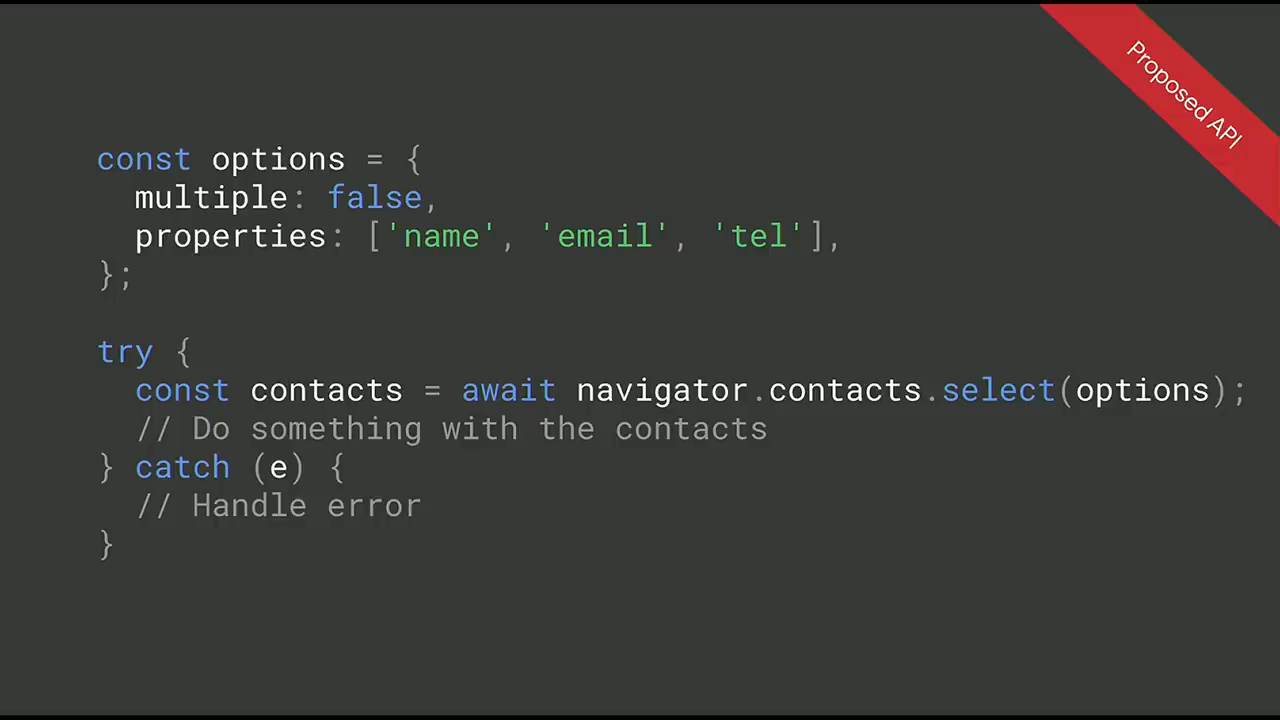 Proposed API
const options = {
  multiple: false,
  properties: ['name', 'email', 'tel'],
};
try {
  const contacts = await navigator.contacts.select(options);
  // Do something with the contacts
} catch (e) {
  // Handle error
}